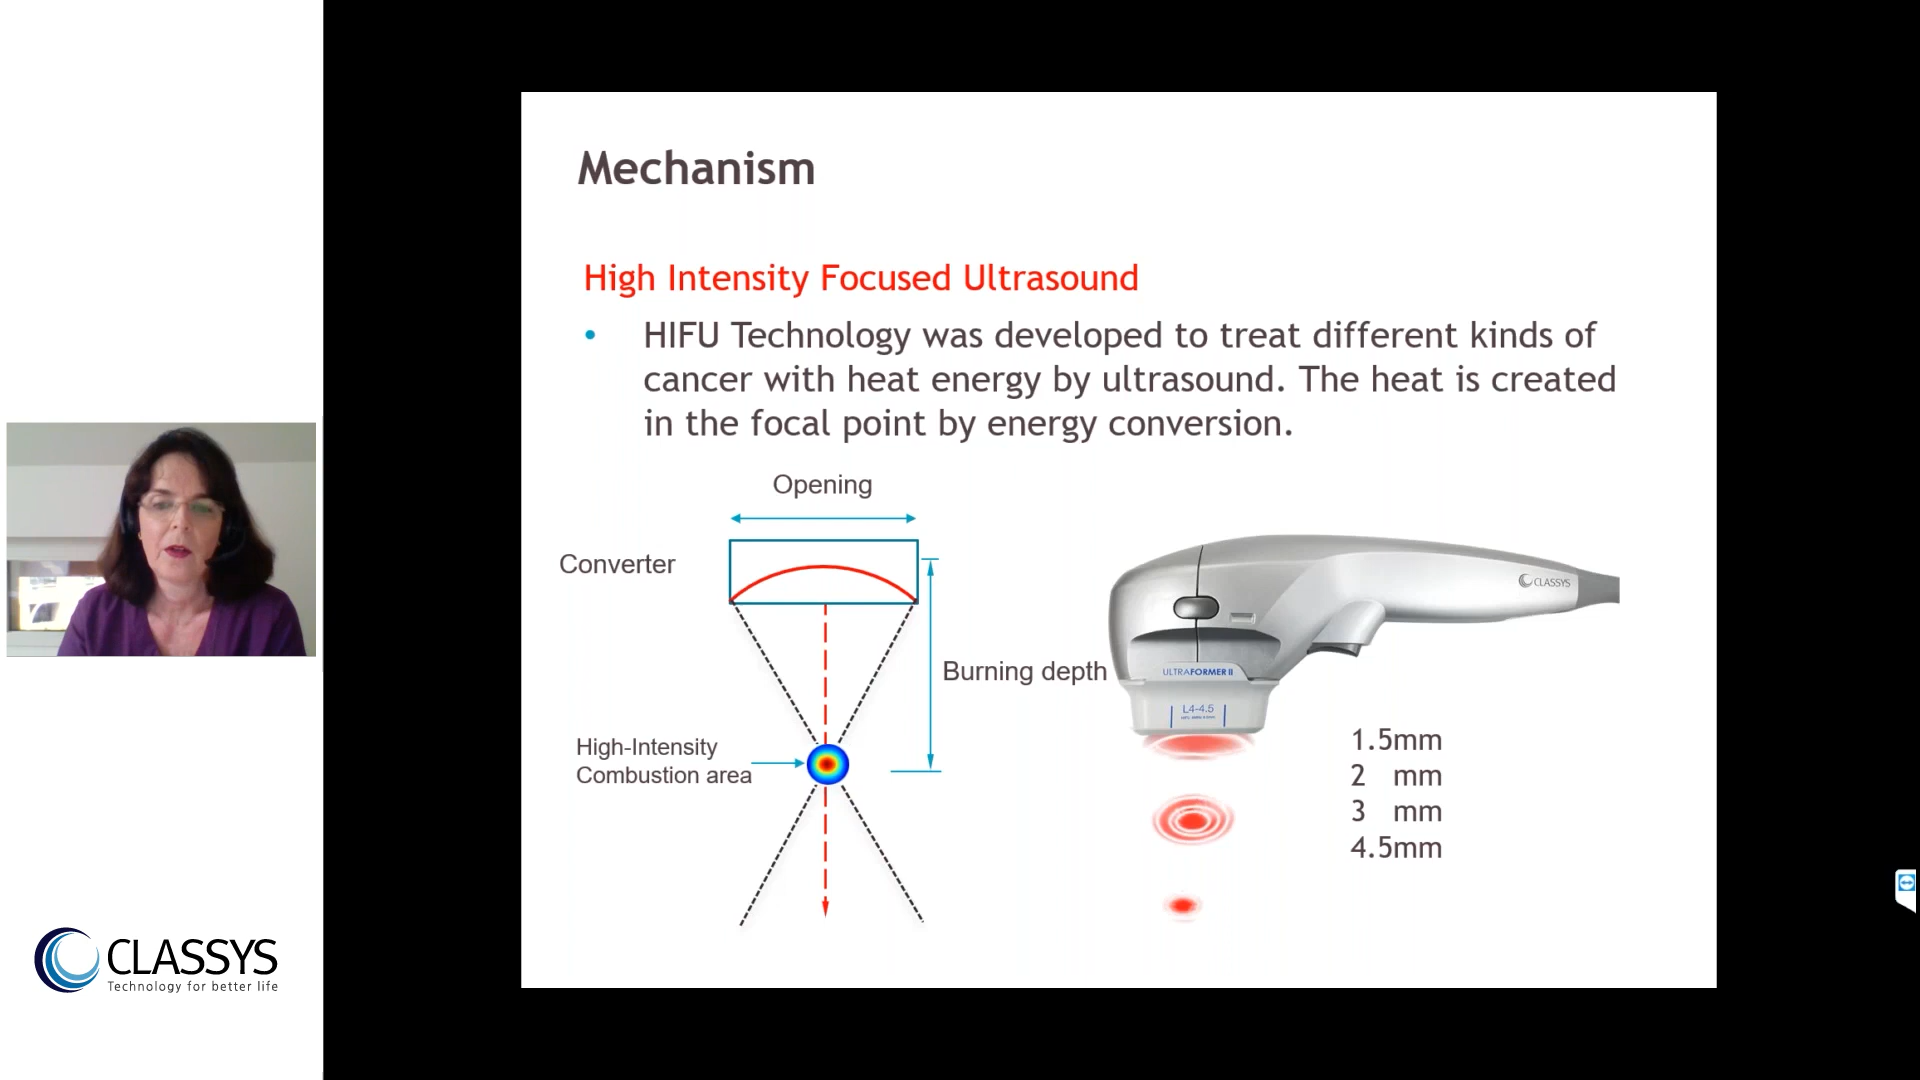 Mechanism
High Intensity Focused Ultrasound
• HIFU Technology was developed to treat different kinds of
cancer with heat energy by ultrasound. The heat is created
in the focal point by energy conversion.
Opening
Converter
Burning depth
High-Intensity
Combustion area
CLASSYS
ULTRAFORMER II
L4-4.5
1.5mm
2 mm
3 mm
4.5mm
CLASSYS
Technology for better life